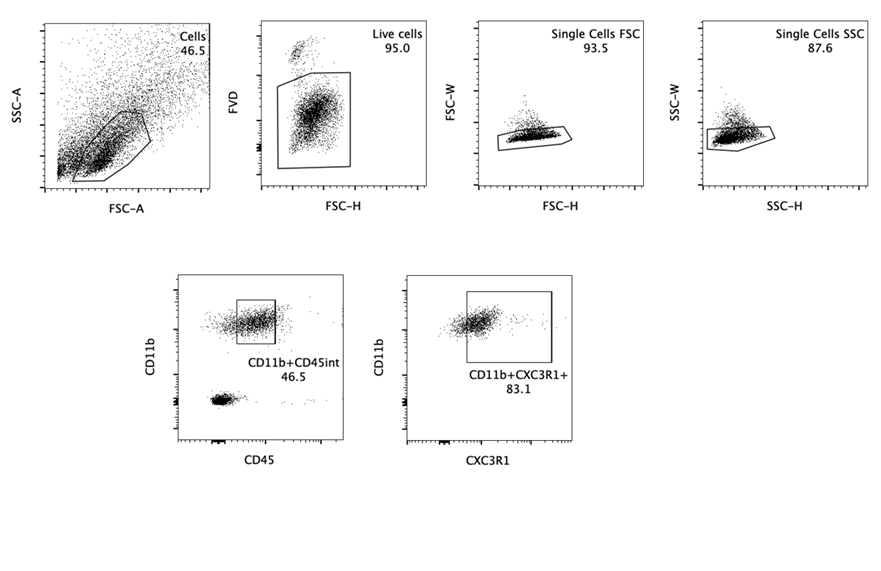 Cells
46.5
SSC-A
FSC-A
Live cells
95.0
FVD
FSC-H
Single Cells FSC
93.5
FSC-W
FSC-H
Single Cells SSC
87.6
SSC-W
SSC-H
CD11b
CD11b+CD45int
46.5
CD45
CD11b
CD11b+CXC3R1+
83.1
CXC3R1